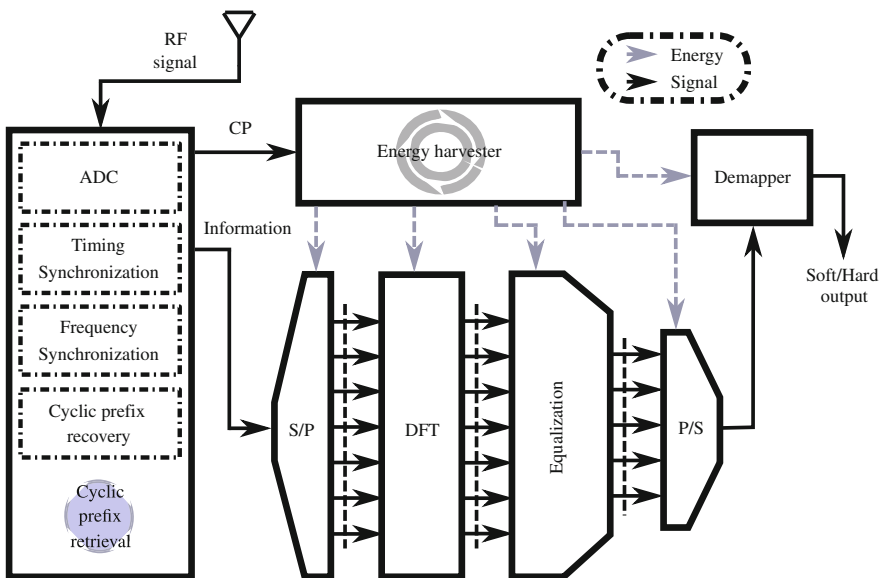 RF
signal
Energy
Signal
CP
Energy harvester
ADC
Demapper
Timing
Synchronization
Information
Soft/Hard
output
Frequency
Synchronization
Cyclic prefix
recovery
S/P
DFT
Equalization
P/S
Cyclic
prefix
retrieval